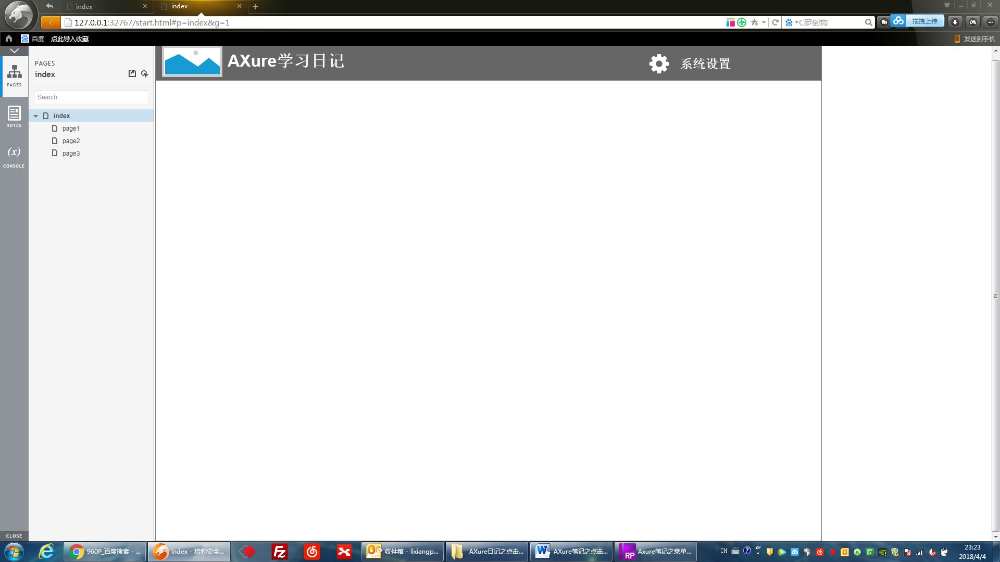 index
index
127.0.0.1:32767/start.html#p=index&g=1
C罗倒钩
拖拽上传
百度
点此导入收藏
发送到手机
PAGES
index
Search
index
page1
page2
page3
PAGES
NOTES
(x)
CONSOLE
CLOSE
AXure学习日记
系统设置
960P_百度搜索 - ...
index - 猎豹安全...
收件箱 - lixiangp...
AXure日记之点击...
AXure笔记之点击...
Axure笔记之菜单...
CH
23:23
2018/4/4